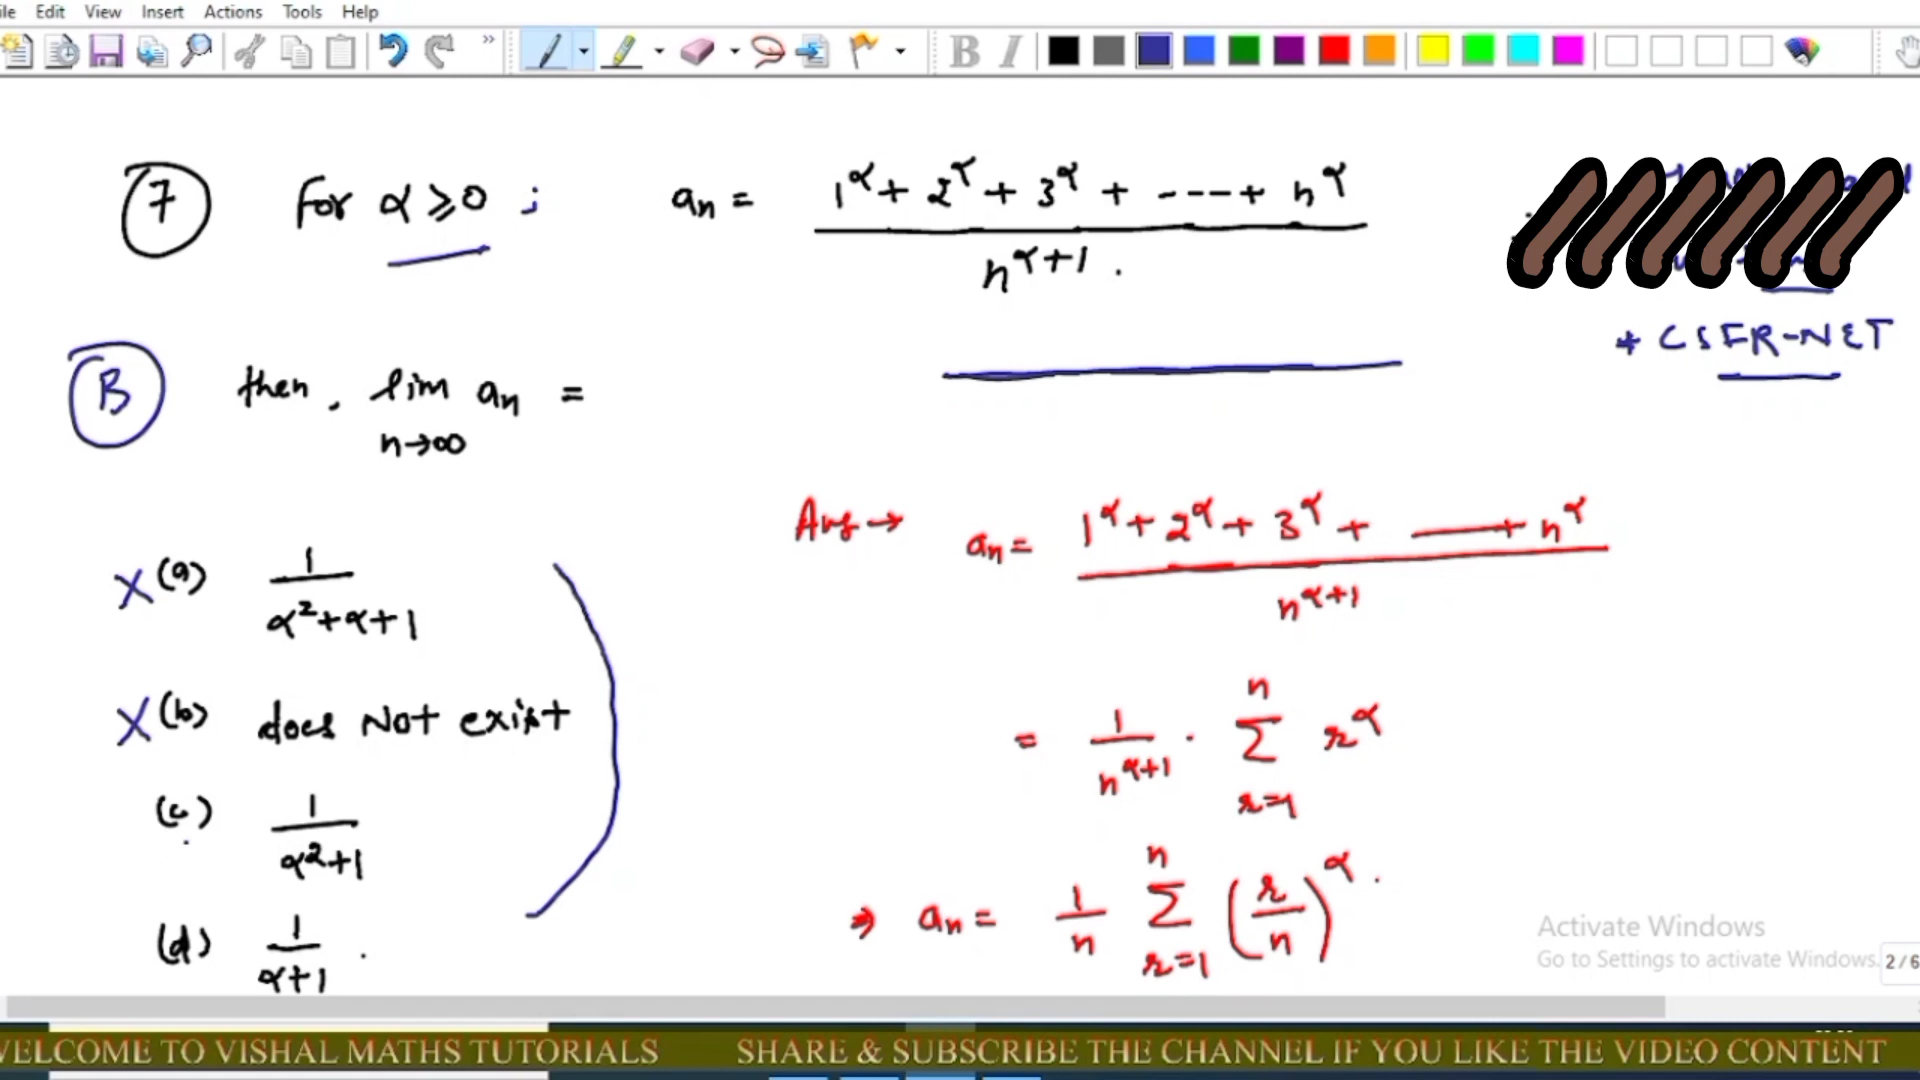 ile Edit View Insert Actions Tools Help
B I
7 For α ≥ 0 ; aₙ = (1^α + 2^α + 3^α + ---- + n^α) / n^(α+1) .
* CSIR-NET
B then, lim n→∞ aₙ =
Ans → aₙ = (1^α + 2^α + 3^α + —— + n^α) / n^(α+1)
X (a) 1 / (α²+α+1)
= 1/n^(α+1) · Σ r=1 n r^α
X (b) does Not exist
(c) 1 / (α²+1)
⇒ aₙ = 1/n Σ r=1 n (r/n)^α .
(d) 1 / (α+1) .
Activate Windows
Go to Settings to activate Windows. 2/6
VELCOME TO VISHAL MATHS TUTORIALS SHARE & SUBSCRIBE THE CHANNEL IF YOU LIKE THE VIDEO CONTENT